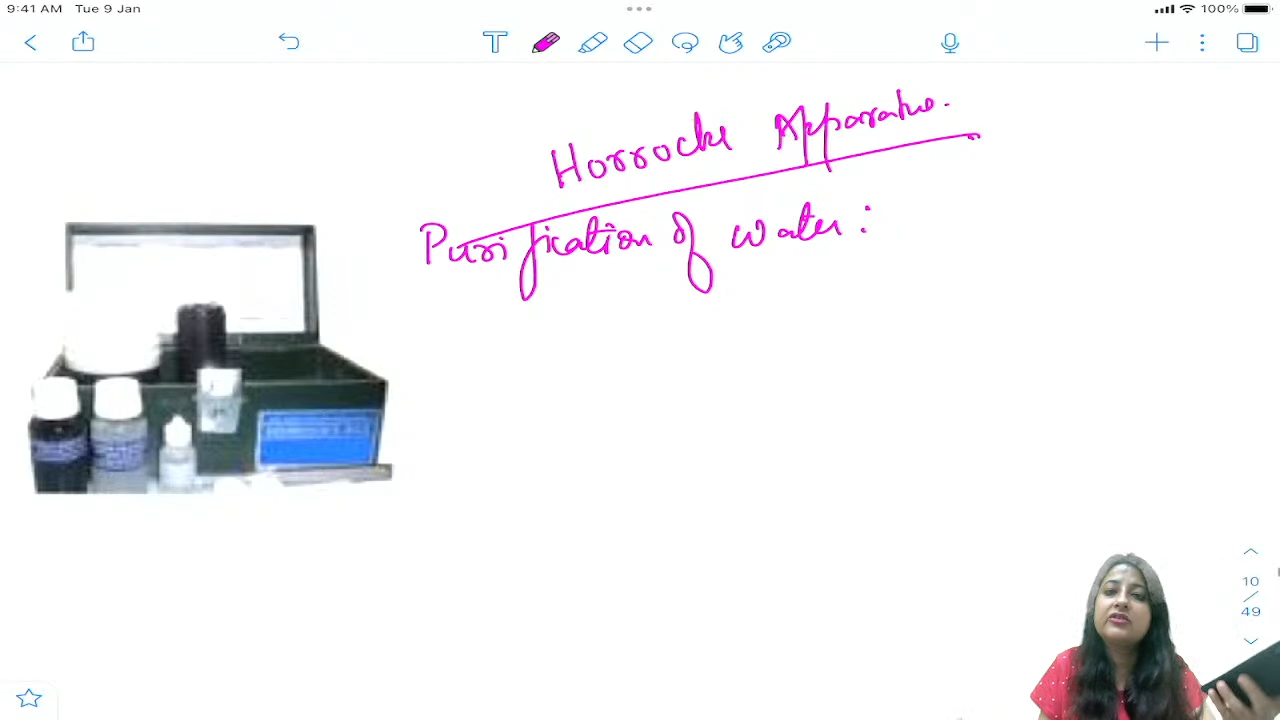 9:41 AM Tue 9 Jan
100%
T
Horrocks Apparatus.
Purification of water :
10
49